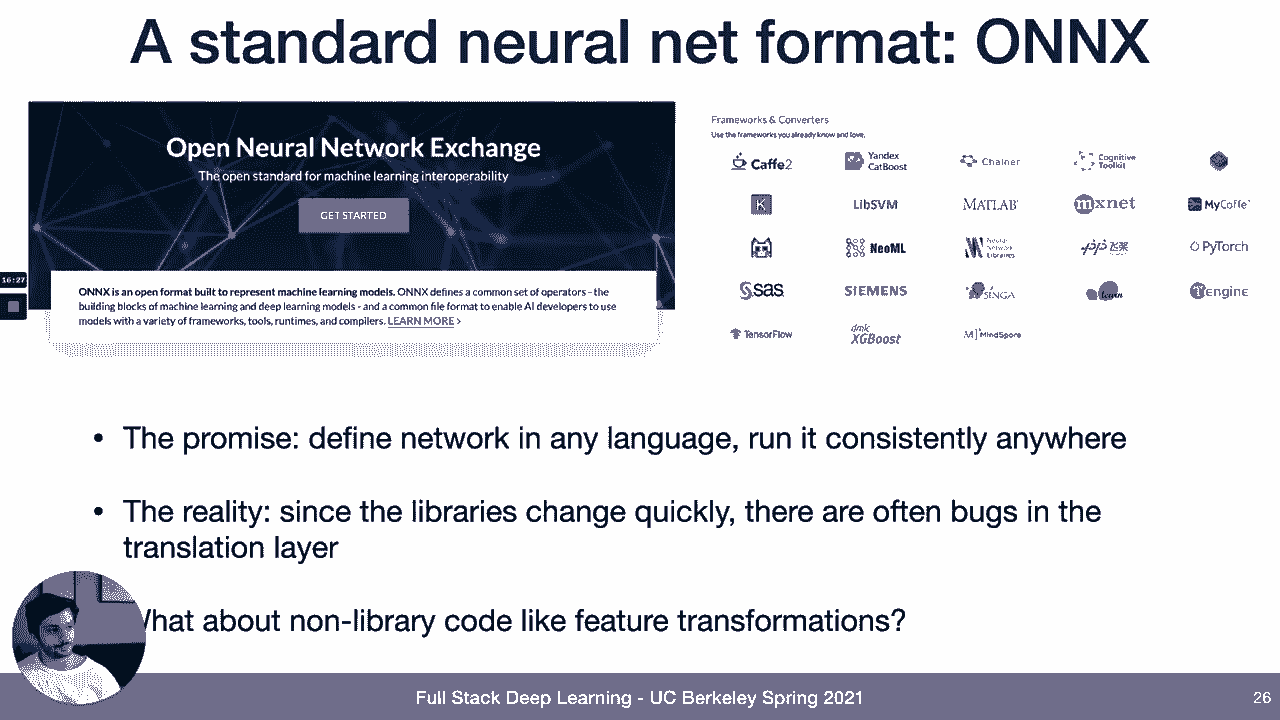 A standard neural net format: ONNX
Open Neural Network Exchange
The open standard for machine learning interoperability
GET STARTED
16:27
ONNX is an open format built to represent machine learning models. ONNX defines a common set of operators - the
building blocks of machine learning and deep learning models - and a common file format to enable AI developers to use
models with a variety of frameworks, tools, runtimes, and compilers. LEARN MORE >
Frameworks & Converters
Use the frameworks you already know and love.
Caffe2
Yandex
CatBoost
Chainer
Cognitive
Toolkit
K
LibSVM
MATLAB
mxnet
MyCaffe
NeoML
Neural
Network
Libraries
PyTorch
SAS
SIEMENS
SINGA
learn
Tengine
TensorFlow
dmlc
XGBoost
MindSpore
• The promise: define network in any language, run it consistently anywhere
• The reality: since the libraries change quickly, there are often bugs in the
translation layer
What about non-library code like feature transformations?
Full Stack Deep Learning - UC Berkeley Spring 2021
26